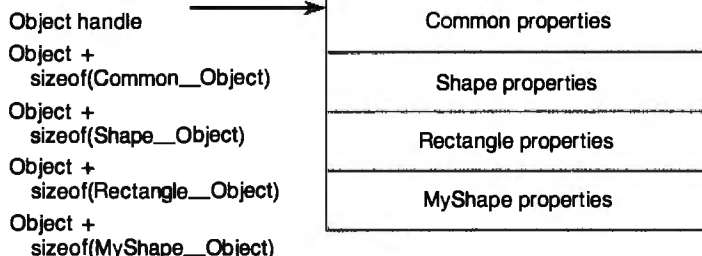 Object handle
Object +
sizeof(Common__Object)
Object +
sizeof(Shape__Object)
Object +
sizeof(Rectangle__Object)
Object +
sizeof(MyShape__Object)
Common properties
Shape properties
Rectangle properties
MyShape properties